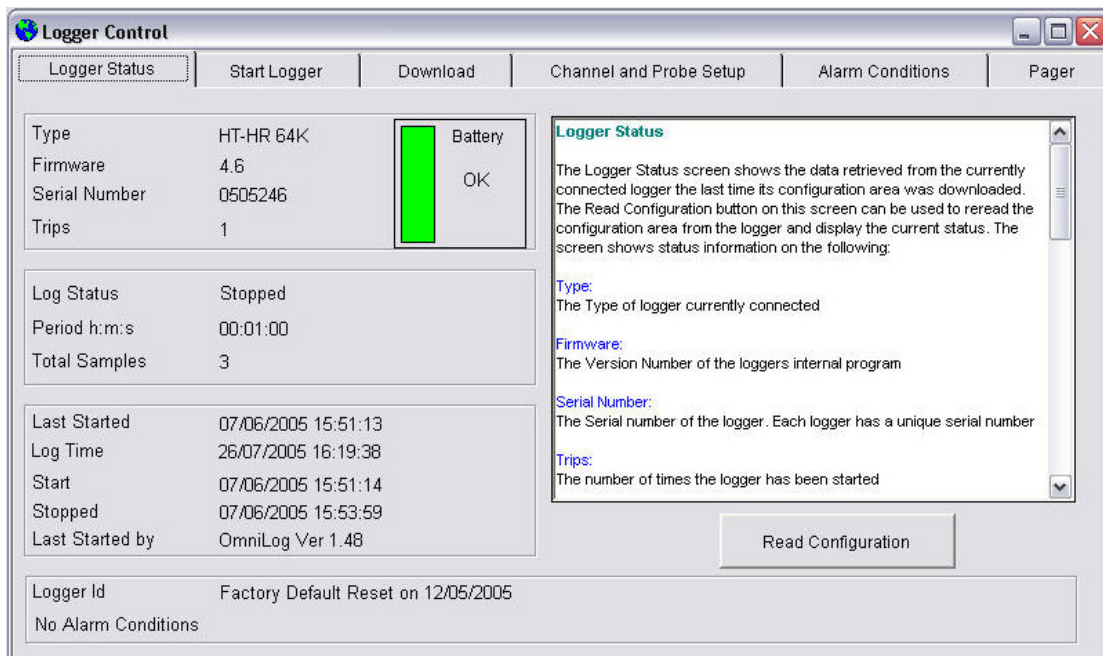 Logger Control
Logger Status
Start Logger
Download
Channel and Probe Setup
Alarm Conditions
Pager
Type HT-HR 64K
Firmware 4.6
Serial Number 0505246
Trips 1
Battery
OK
Log Status Stopped
Period h:m:s 00:01:00
Total Samples 3
Last Started 07/06/2005 15:51:13
Log Time 26/07/2005 16:19:38
Start 07/06/2005 15:51:14
Stopped 07/06/2005 15:53:59
Last Started by OmniLog Ver 1.48
Logger Status
The Logger Status screen shows the data retrieved from the currently
connected logger the last time its configuration area was downloaded.
The Read Configuration button on this screen can be used to reread the
configuration area from the logger and display the current status. The
screen shows status information on the following:
Type:
The Type of logger currently connected
Firmware:
The Version Number of the loggers internal program
Serial Number:
The Serial number of the logger. Each logger has a unique serial number
Trips:
The number of times the logger has been started
Read Configuration
Logger Id Factory Default Reset on 12/05/2005
No Alarm Conditions